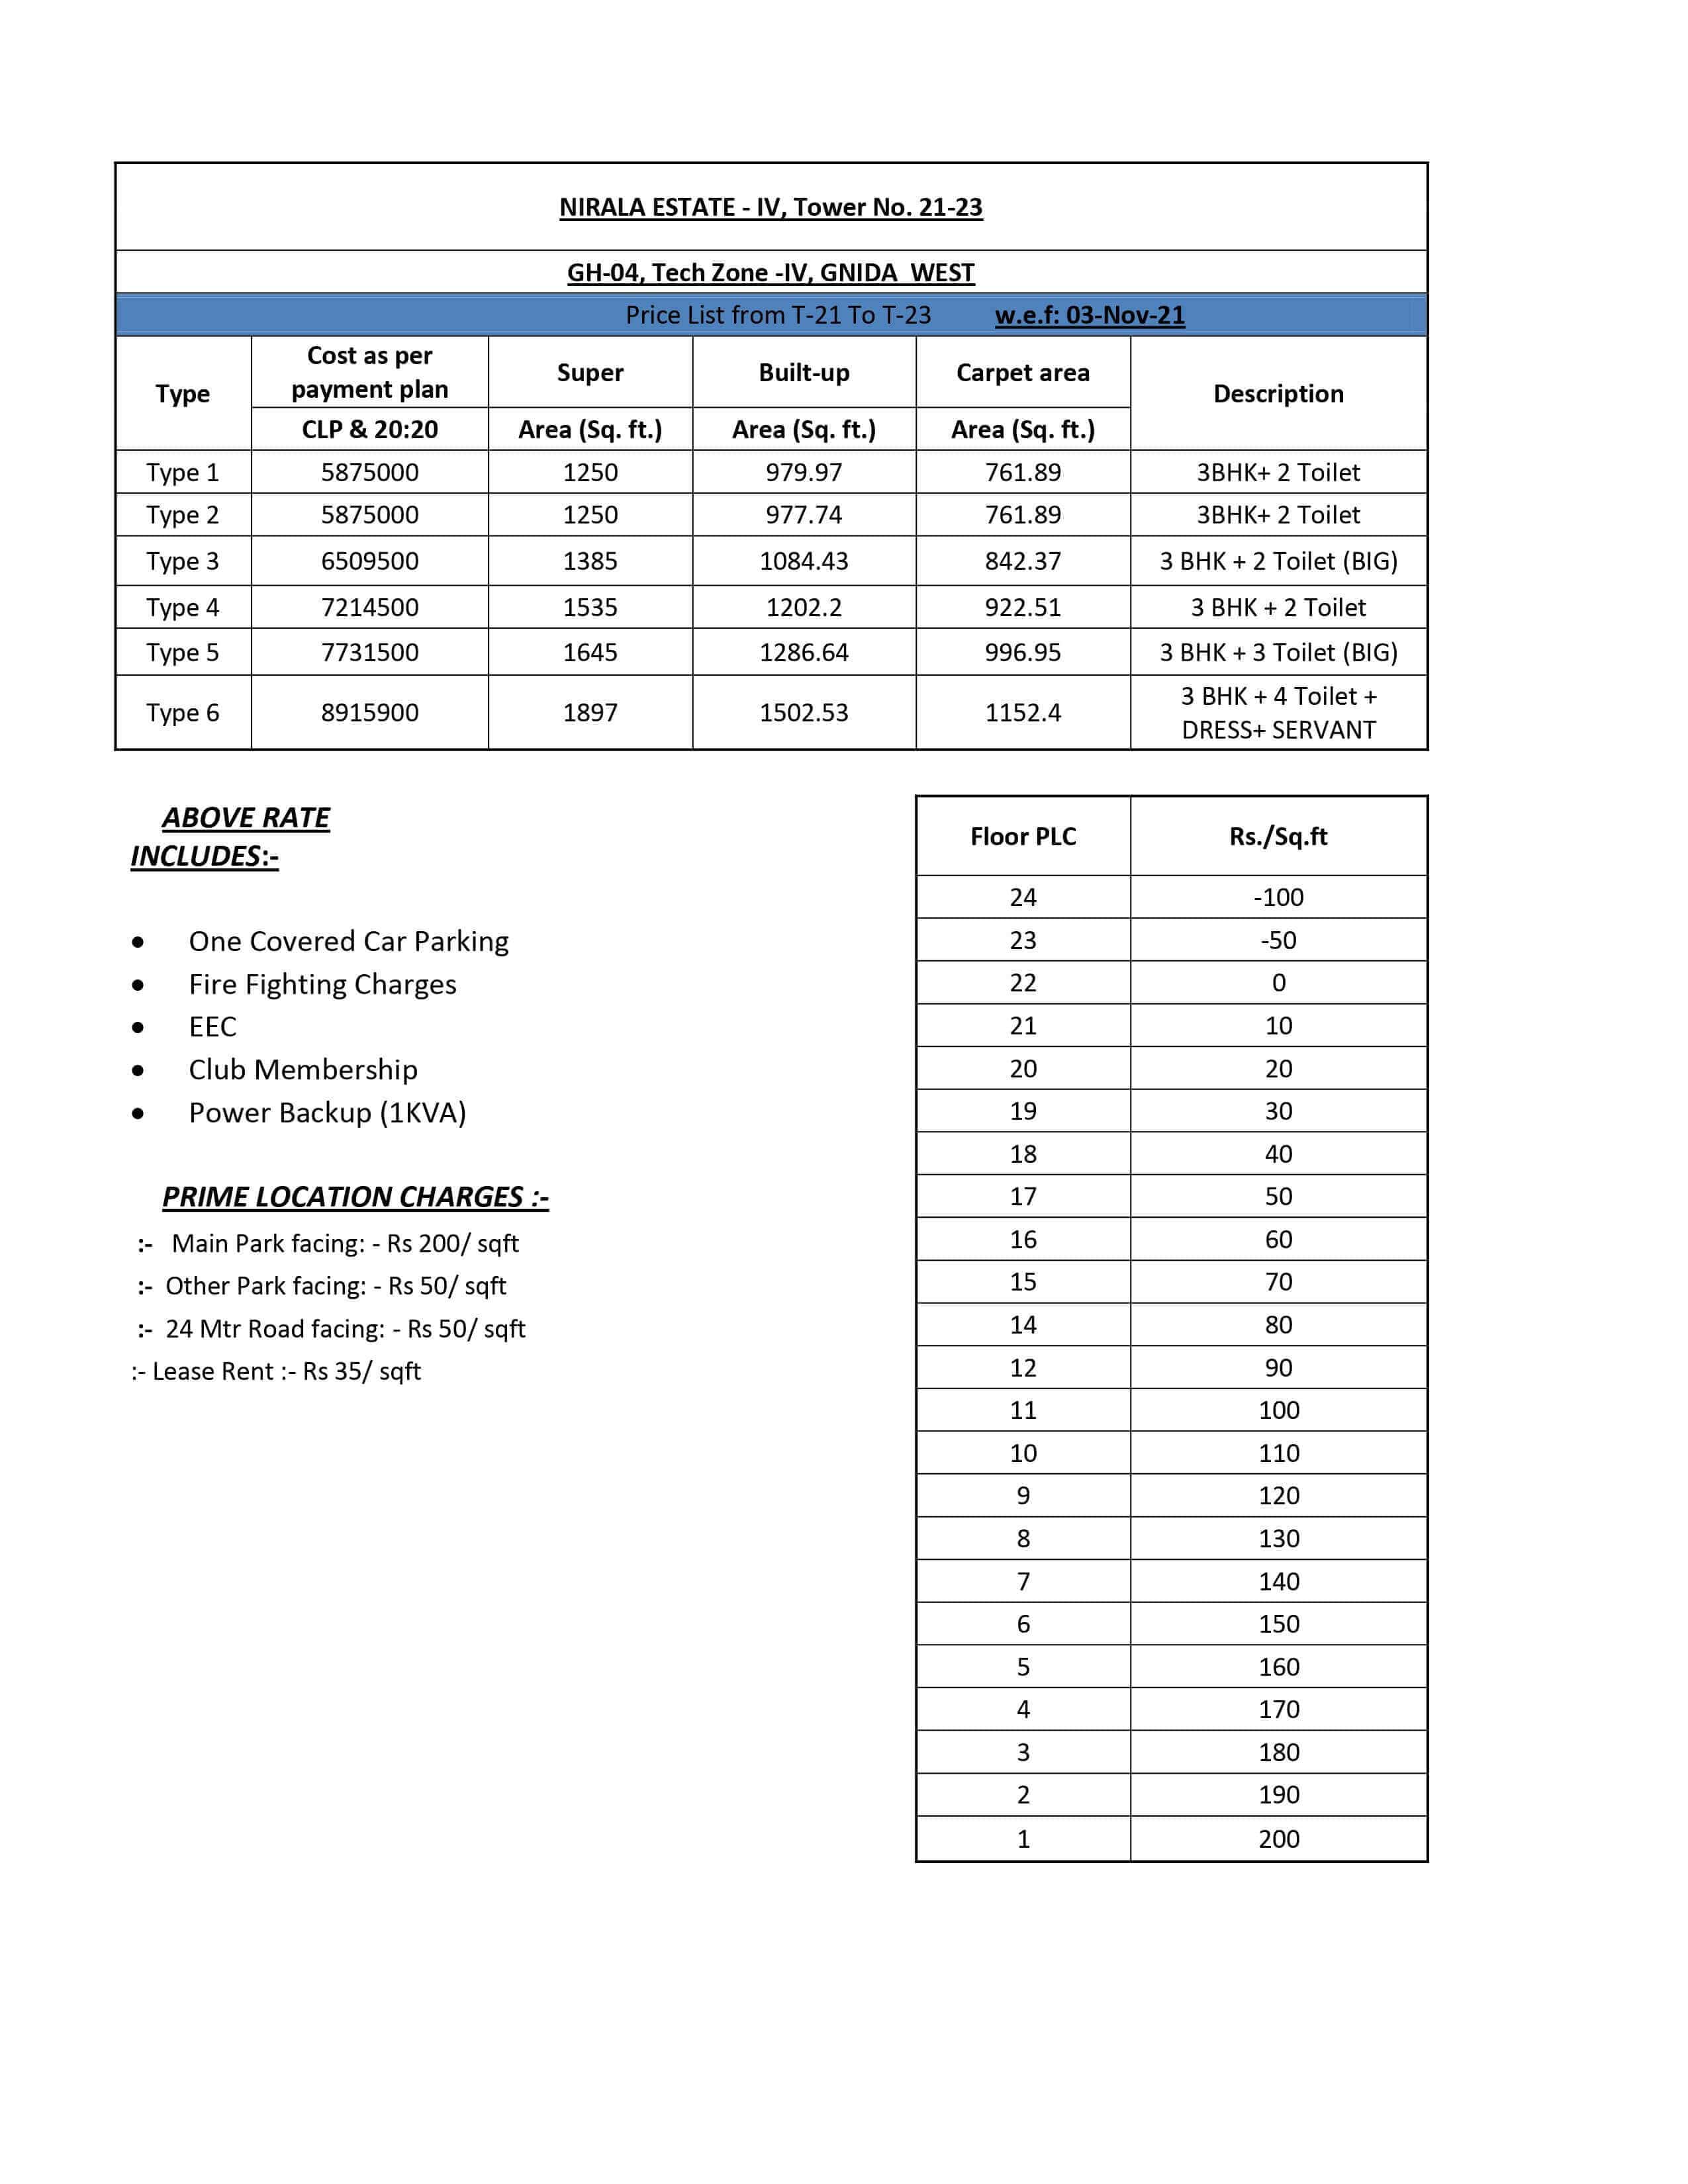 NIRALA ESTATE - IV, Tower No. 21-23
GH-04, Tech Zone -IV, GNIDA  WEST
Price List from T-21 To T-23 w.e.f: 03-Nov-21
Type Cost as per payment plan Super Built-up Carpet area Description
CLP & 20:20 Area (Sq. ft.) Area (Sq. ft.) Area (Sq. ft.)
Type 1 5875000 1250 979.97 761.89 3BHK+ 2 Toilet
Type 2 5875000 1250 977.74 761.89 3BHK+ 2 Toilet
Type 3 6509500 1385 1084.43 842.37 3 BHK + 2 Toilet (BIG)
Type 4 7214500 1535 1202.2 922.51 3 BHK + 2 Toilet
Type 5 7731500 1645 1286.64 996.95 3 BHK + 3 Toilet (BIG)
Type 6 8915900 1897 1502.53 1152.4 3 BHK + 4 Toilet + DRESS+ SERVANT
ABOVE RATE
INCLUDES:-
• One Covered Car Parking
• Fire Fighting Charges
• EEC
• Club Membership
• Power Backup (1KVA)
PRIME LOCATION CHARGES :-
:- Main Park facing: - Rs 200/ sqft
:- Other Park facing: - Rs 50/ sqft
:- 24 Mtr Road facing: - Rs 50/ sqft
:- Lease Rent :- Rs 35/ sqft
Floor PLC Rs./Sq.ft
24 -100
23 -50
22 0
21 10
20 20
19 30
18 40
17 50
16 60
15 70
14 80
12 90
11 100
10 110
9 120
8 130
7 140
6 150
5 160
4 170
3 180
2 190
1 200